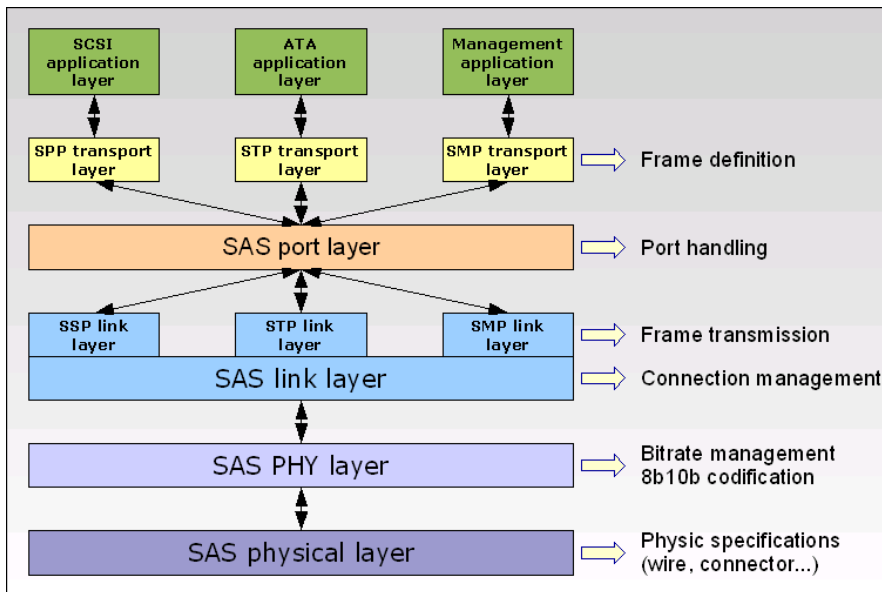 SCSI
application
layer
ATA
application
layer
Management
application
layer
SPP transport
layer
STP transport
layer
SMP transport
layer
Frame definition
SAS port layer
Port handling
SSP link
layer
STP link
layer
SMP link
layer
Frame transmission
SAS link layer
Connection management
SAS PHY layer
Bitrate management
8b10b codification
SAS physical layer
Physic specifications
(wire, connector...)